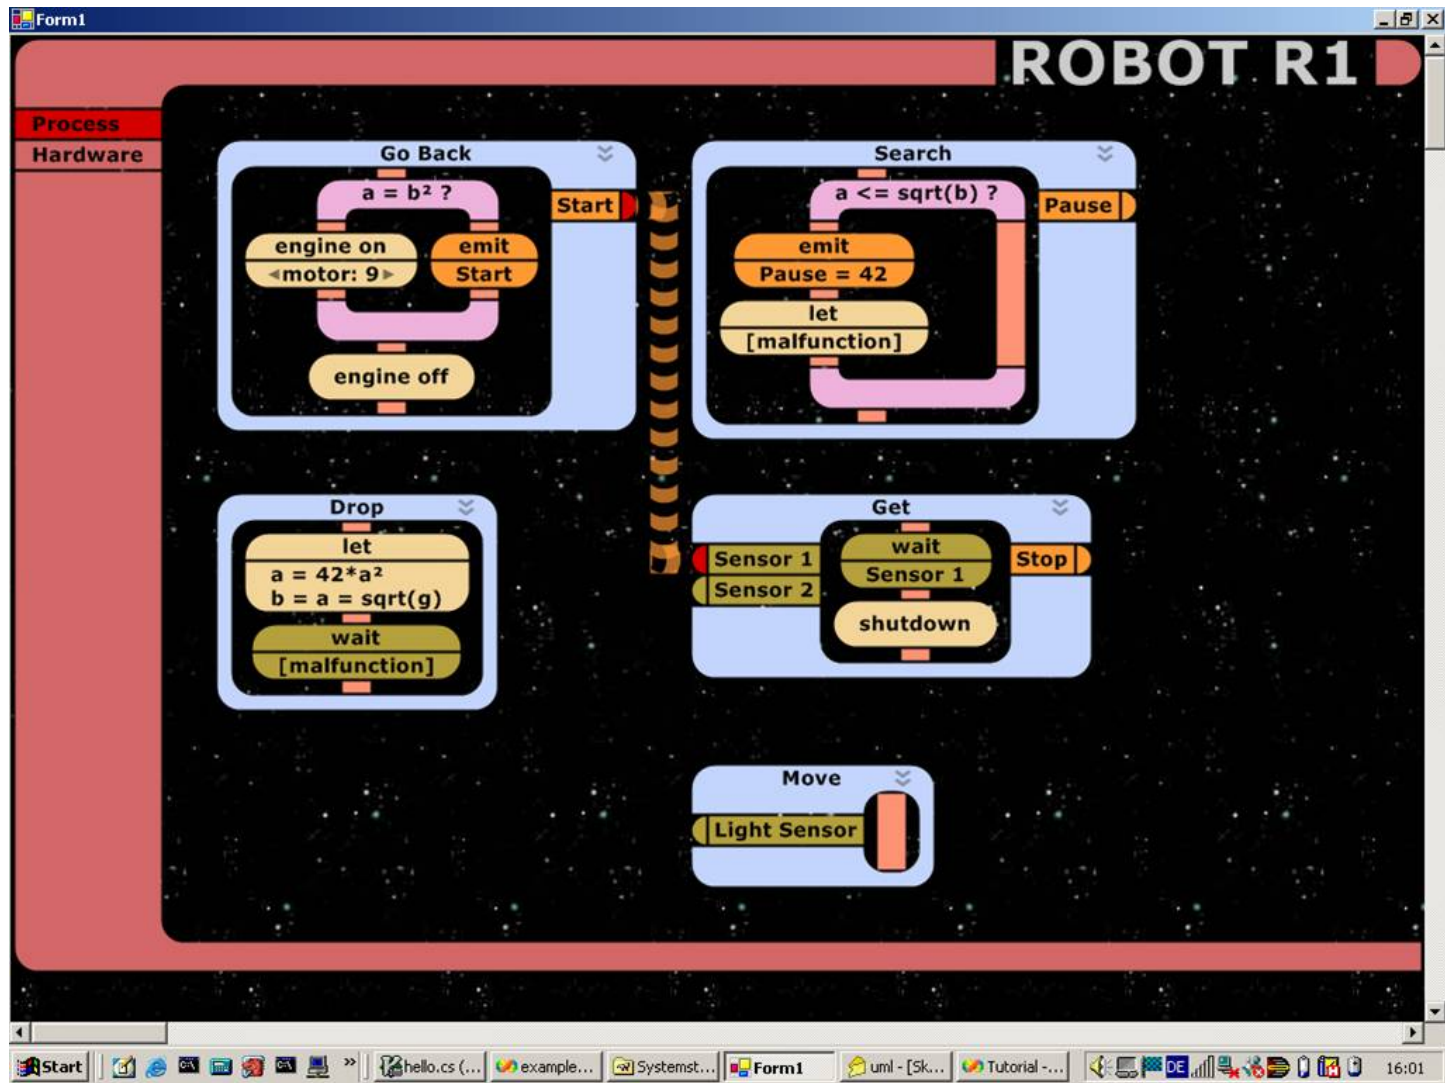 Form1
ROBOT R1
Process
Hardware
Go Back
a = b² ?
Start
engine on
motor: 9
emit
Start
engine off
Search
a <= sqrt(b) ?
Pause
emit
Pause = 42
let
[malfunction]
Drop
let
a = 42*a²
b = a = sqrt(g)
wait
[malfunction]
Get
Sensor 1
Sensor 2
wait
Sensor 1
shutdown
Stop
Move
Light Sensor
Start
hello.cs (...
example...
Systemst...
Form1
uml - [Sk...
Tutorial -...
DE
16:01